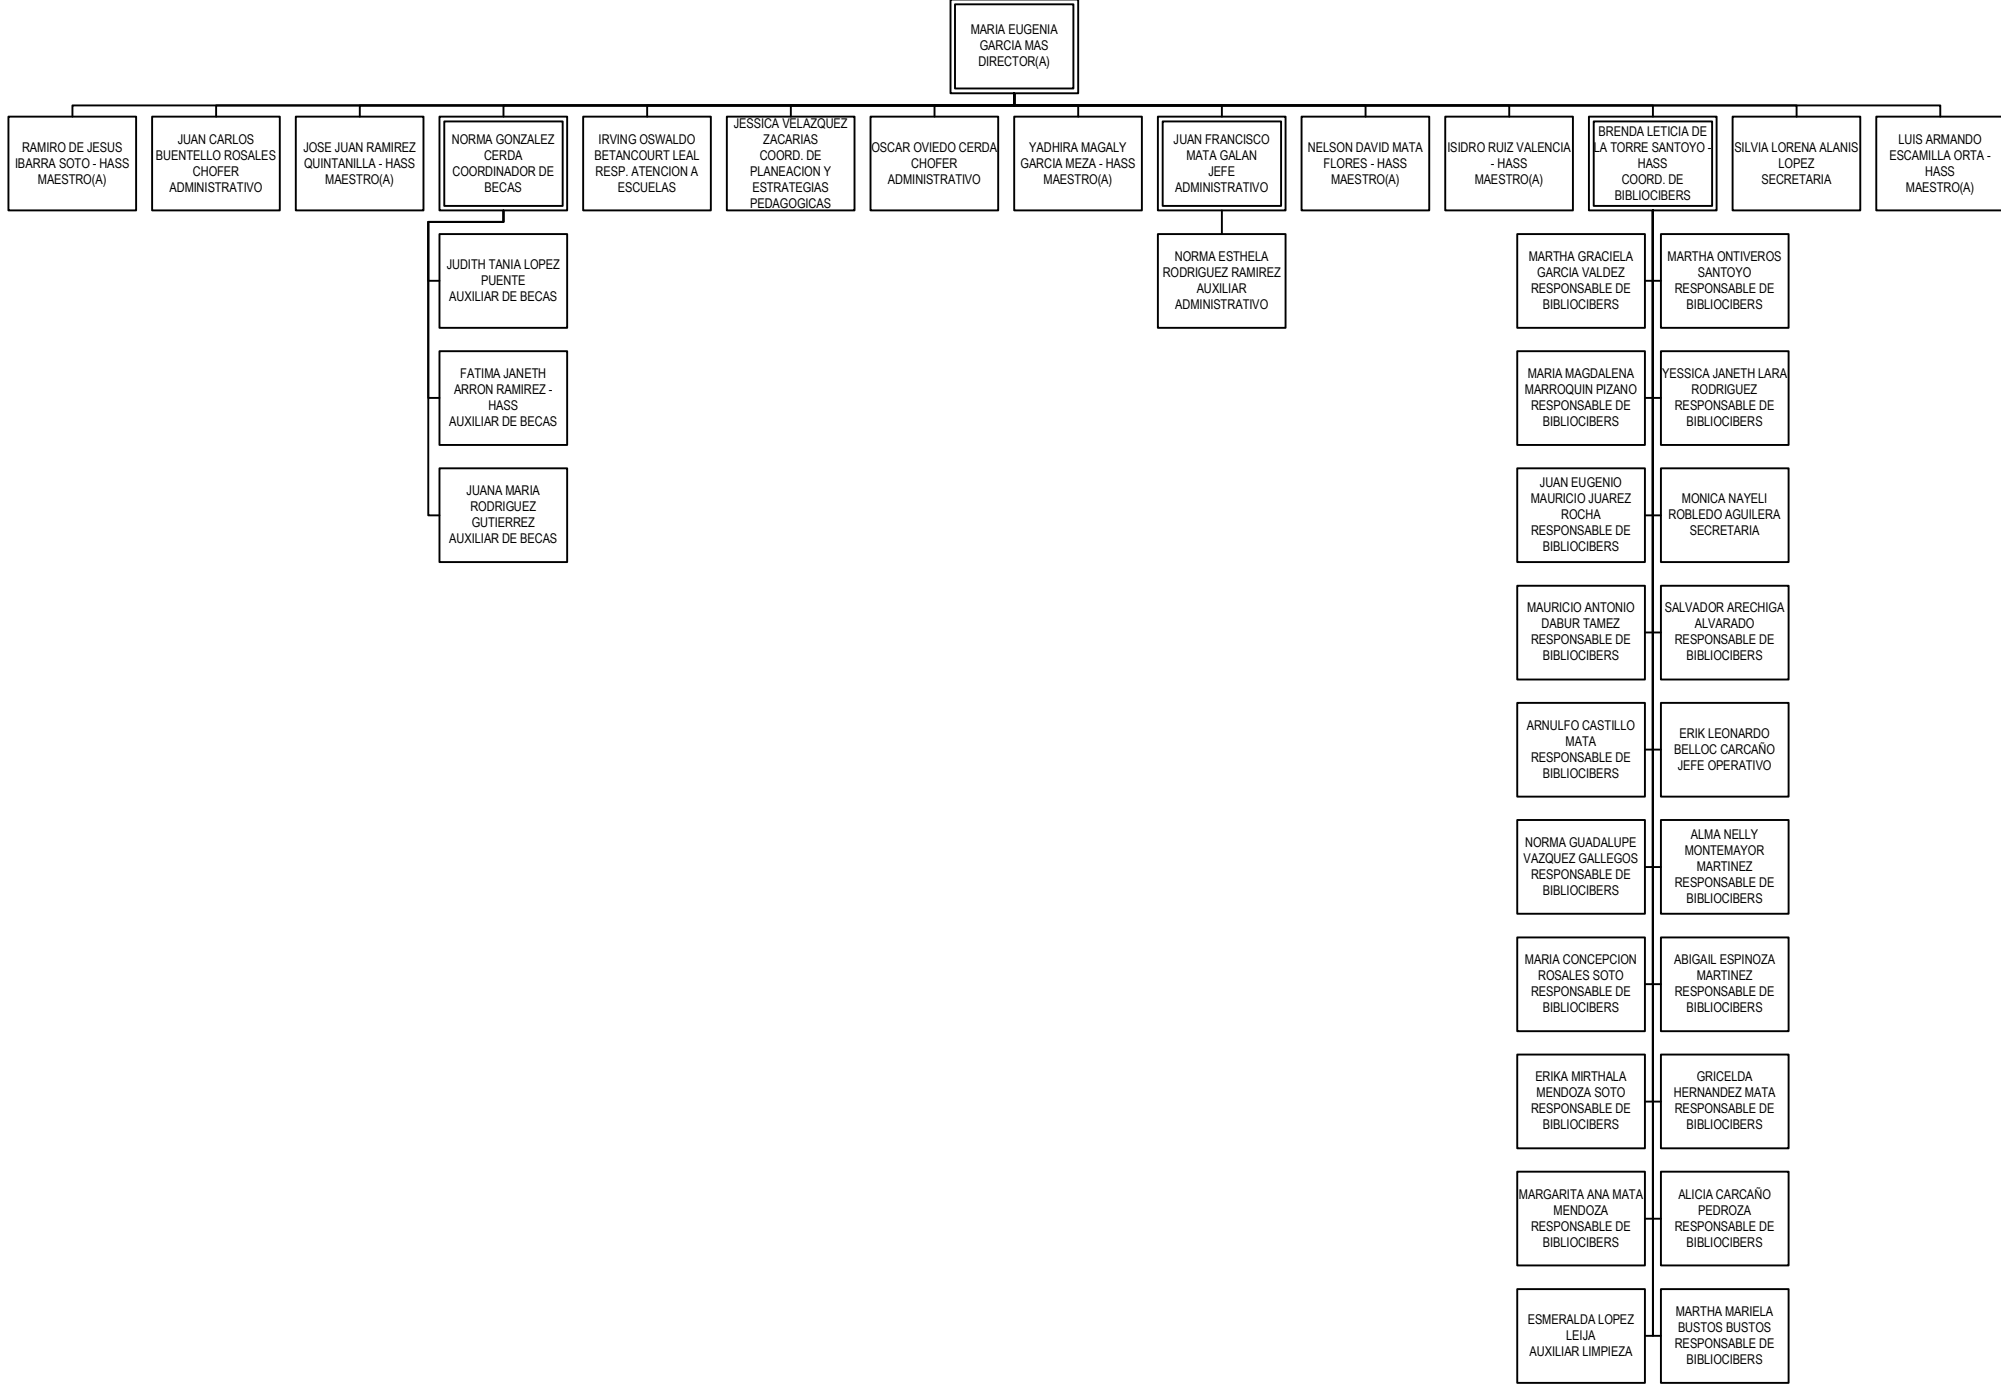 MARIA EUGENIA
GARCIA MAS
DIRECTOR(A)
RAMIRO DE JESUS
IBARRA SOTO - HASS
MAESTRO(A)
JUAN CARLOS
BUENTELLO ROSALES
CHOFER
ADMINISTRATIVO
JOSE JUAN RAMIREZ
QUINTANILLA - HASS
MAESTRO(A)
NORMA GONZALEZ
CERDA
COORDINADOR DE
BECAS
IRVING OSWALDO
BETANCOURT LEAL
RESP. ATENCION A
ESCUELAS
JESSICA VELAZQUEZ
ZACARIAS
COORD. DE
PLANEACION Y
ESTRATEGIAS
PEDAGOGICAS
OSCAR OVIEDO CERDA
CHOFER
ADMINISTRATIVO
YADHIRA MAGALY
GARCIA MEZA - HASS
MAESTRO(A)
JUAN FRANCISCO
MATA GALAN
JEFE
ADMINISTRATIVO
NELSON DAVID MATA
FLORES - HASS
MAESTRO(A)
ISIDRO RUIZ VALENCIA
- HASS
MAESTRO(A)
BRENDA LETICIA DE
LA TORRE SANTOYO -
HASS
COORD. DE
BIBLIOCIBERS
SILVIA LORENA ALANIS
LOPEZ
SECRETARIA
LUIS ARMANDO
ESCAMILLA ORTA -
HASS
MAESTRO(A)
JUDITH TANIA LOPEZ
PUENTE
AUXILIAR DE BECAS
NORMA ESTHELA
RODRIGUEZ RAMIREZ
AUXILIAR
ADMINISTRATIVO
MARTHA GRACIELA
GARCIA VALDEZ
RESPONSABLE DE
BIBLIOCIBERS
MARTHA ONTIVEROS
SANTOYO
RESPONSABLE DE
BIBLIOCIBERS
FATIMA JANETH
ARRON RAMIREZ -
HASS
AUXILIAR DE BECAS
MARIA MAGDALENA
MARROQUIN PIZANO
RESPONSABLE DE
BIBLIOCIBERS
YESSICA JANETH LARA
RODRIGUEZ
RESPONSABLE DE
BIBLIOCIBERS
JUANA MARIA
RODRIGUEZ
GUTIERREZ
AUXILIAR DE BECAS
JUAN EUGENIO
MAURICIO JUAREZ
ROCHA
RESPONSABLE DE
BIBLIOCIBERS
MONICA NAYELI
ROBLEDO AGUILERA
SECRETARIA
MAURICIO ANTONIO
DABUR TAMEZ
RESPONSABLE DE
BIBLIOCIBERS
SALVADOR ARECHIGA
ALVARADO
RESPONSABLE DE
BIBLIOCIBERS
ARNULFO CASTILLO
MATA
RESPONSABLE DE
BIBLIOCIBERS
ERIK LEONARDO
BELLOC CARCAÑO
JEFE OPERATIVO
NORMA GUADALUPE
VAZQUEZ GALLEGOS
RESPONSABLE DE
BIBLIOCIBERS
ALMA NELLY
MONTEMAYOR
MARTINEZ
RESPONSABLE DE
BIBLIOCIBERS
MARIA CONCEPCION
ROSALES SOTO
RESPONSABLE DE
BIBLIOCIBERS
ABIGAIL ESPINOZA
MARTINEZ
RESPONSABLE DE
BIBLIOCIBERS
ERIKA MIRTHALA
MENDOZA SOTO
RESPONSABLE DE
BIBLIOCIBERS
GRICELDA
HERNANDEZ MATA
RESPONSABLE DE
BIBLIOCIBERS
MARGARITA ANA MATA
MENDOZA
RESPONSABLE DE
BIBLIOCIBERS
ALICIA CARCAÑO
PEDROZA
RESPONSABLE DE
BIBLIOCIBERS
ESMERALDA LOPEZ
LEIJA
AUXILIAR LIMPIEZA
MARTHA MARIELA
BUSTOS BUSTOS
RESPONSABLE DE
BIBLIOCIBERS